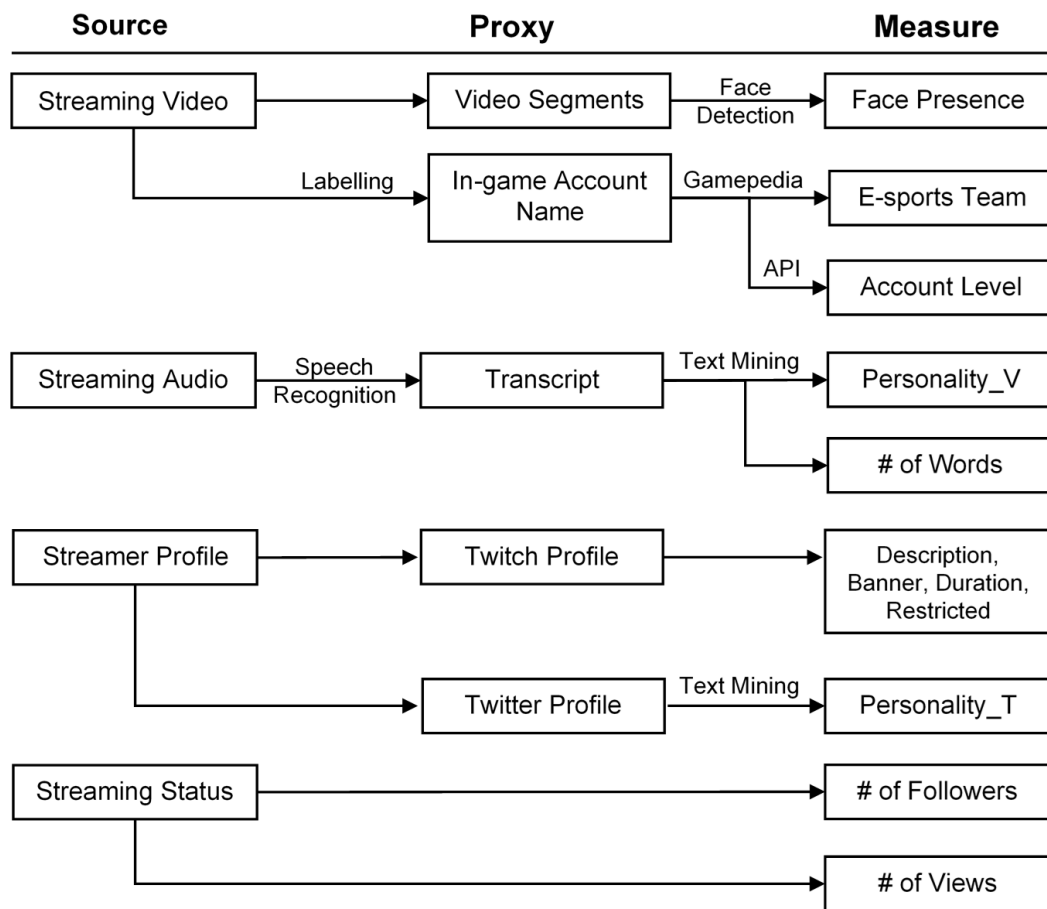 Source
Proxy
Measure
Streaming Video
Video Segments
Face
Detection
Face Presence
Labelling
In-game Account
Name
Gamepedia
E-sports Team
API
Account Level
Streaming Audio
Speech
Recognition
Transcript
Text Mining
Personality_V
# of Words
Streamer Profile
Twitch Profile
Description,
Banner, Duration,
Restricted
Twitter Profile
Text Mining
Personality_T
Streaming Status
# of Followers
# of Views